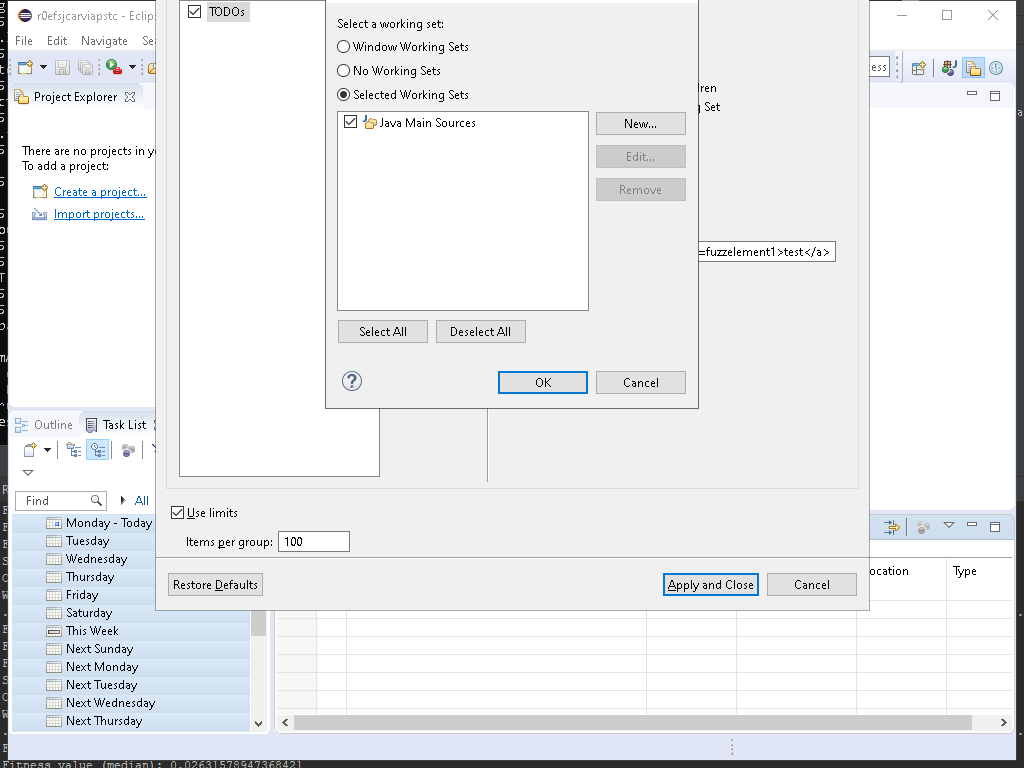 r0efsjcarviapstc - Eclip
File Edit Navigate Se
TODOs
Select a working set:
Window Working Sets
No Working Sets
Selected Working Sets
Java Main Sources
New...
Edit...
Remove
Select All
Deselect All
OK
Cancel
Project Explorer
There are no projects in y
To add a project:
Create a project...
Import projects...
ess
ren
Set
=fuzzelement1>test</a>
Outline
Task List
Find
All
Monday - Today
Tuesday
Wednesday
Thursday
Friday
Saturday
This Week
Next Sunday
Next Monday
Next Tuesday
Next Wednesday
Next Thursday
Use limits
Items per group: 100
Restore Defaults
Apply and Close
Cancel
ocation
Type
Fitness value (median): 0.02631578947368421